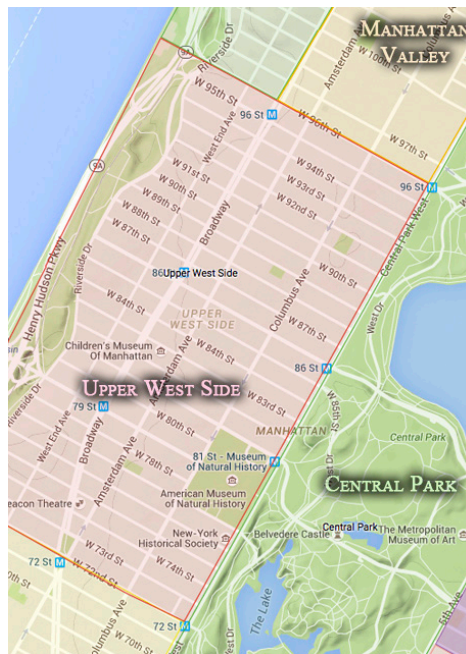 MANHATTAN
VALLEY
Riverside Dr
9A
Amsterdam Ave
Columbus Ave
W 100th St
W 95th St
W 96th St
W 97th St
96 St M
West End Ave
W 94th St
W 93rd St
W 92nd St
W 91st St
W 90th St
W 89th St
W 88th St
W 87th St
9A
Broadway
96 St M
Central Park West
Henry Hudson Pkwy
Riverside Dr
86
Upper West Side
W 90th St
Columbus Ave
W 84th St
UPPER
WEST SIDE
W 87th St
West Dr
Children's Museum
Of Manhattan
W 84th St
Amsterdam Ave
86 St M
UPPER WEST SIDE
Riverside Dr
79 St M
W 83rd St
W 85th St
West End Ave
Broadway
W 80th St
MANHATTAN
Central Park
Amsterdam Ave
W 78th St
81 St - Museum
of Natural History M
CENTRAL PARK
American Museum
of Natural History
eacon Theatre
New-York
Historical Society
Belvedere Castle
Central Park
The Metropolitan
Museum of Art
W 73rd St
W 74th St
72 St M
W 72nd St
The Lake
5th Ave
72 St M
W 70th St